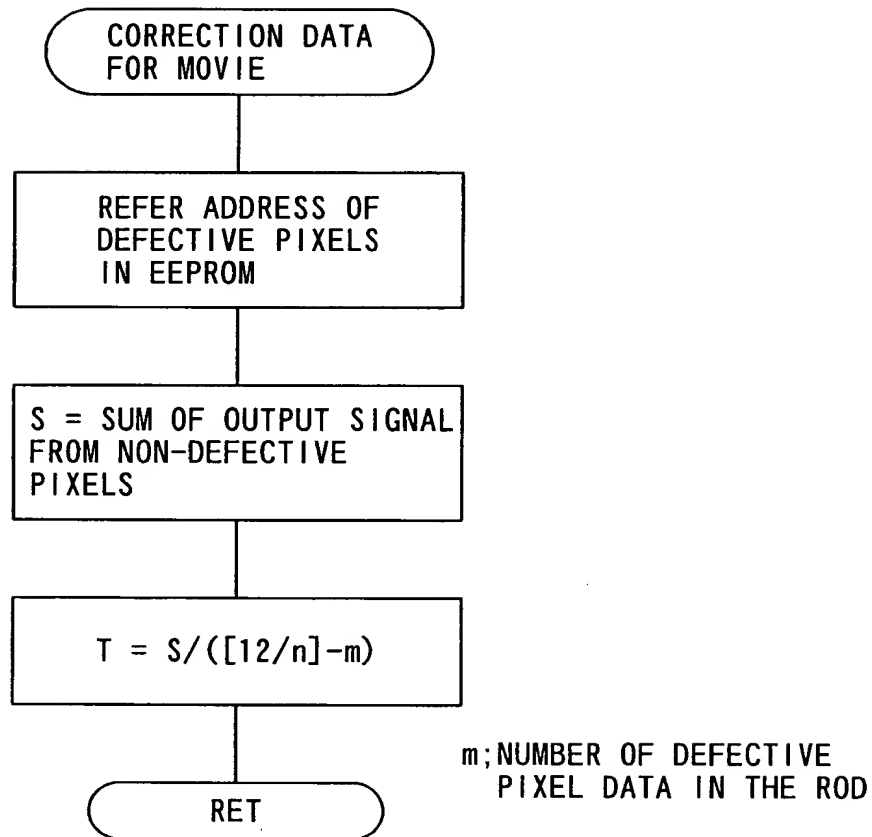 CORRECTION DATA
FOR MOVIE
REFER ADDRESS OF
DEFECTIVE PIXELS
IN EEPROM
S = SUM OF OUTPUT SIGNAL
FROM NON-DEFECTIVE
PIXELS
T = S/([12/n]-m)
RET
m;NUMBER OF DEFECTIVE
PIXEL DATA IN THE ROD